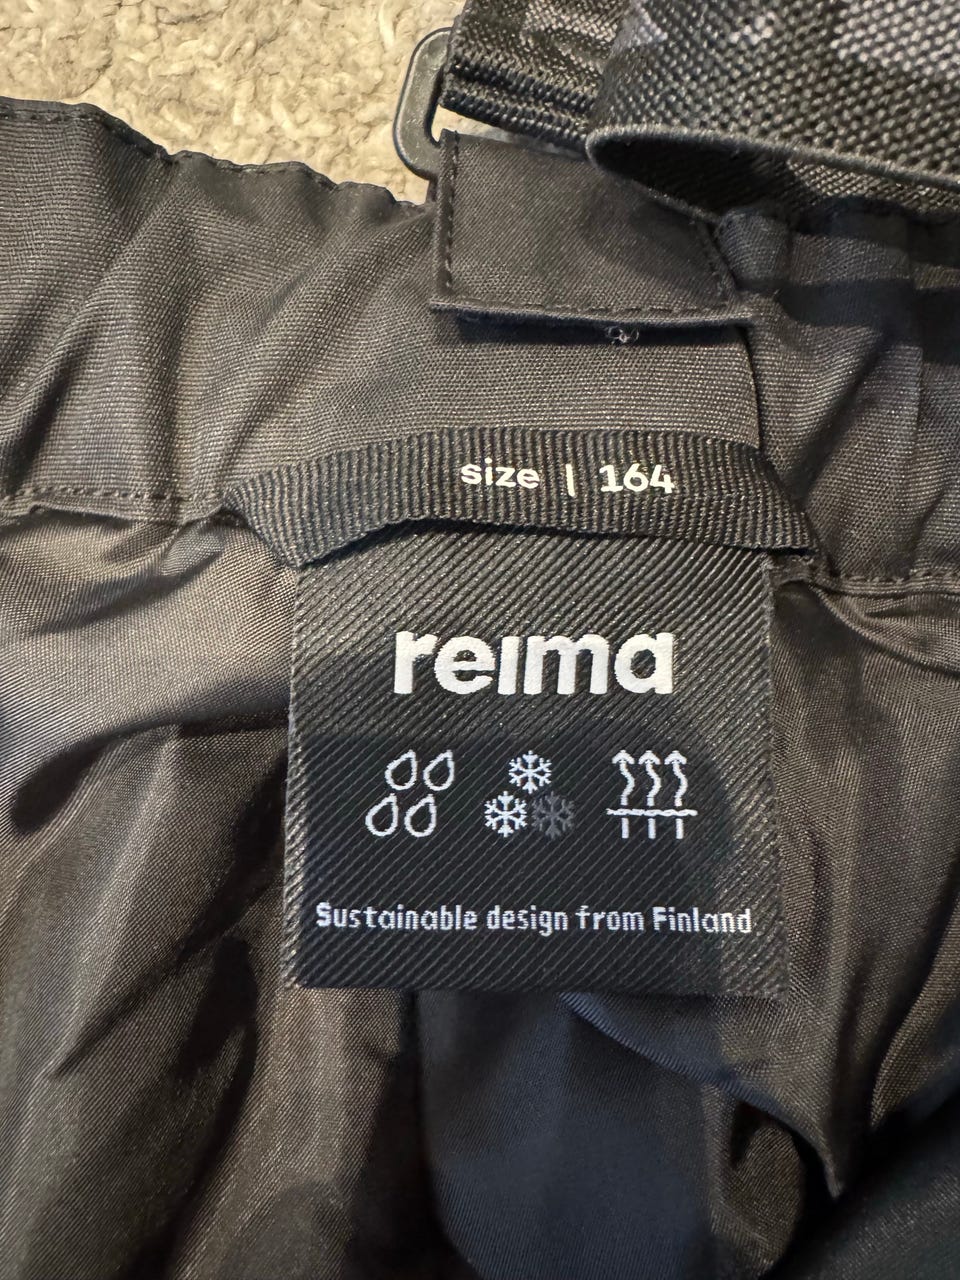 size | 164
reima
Sustainable design from Finland